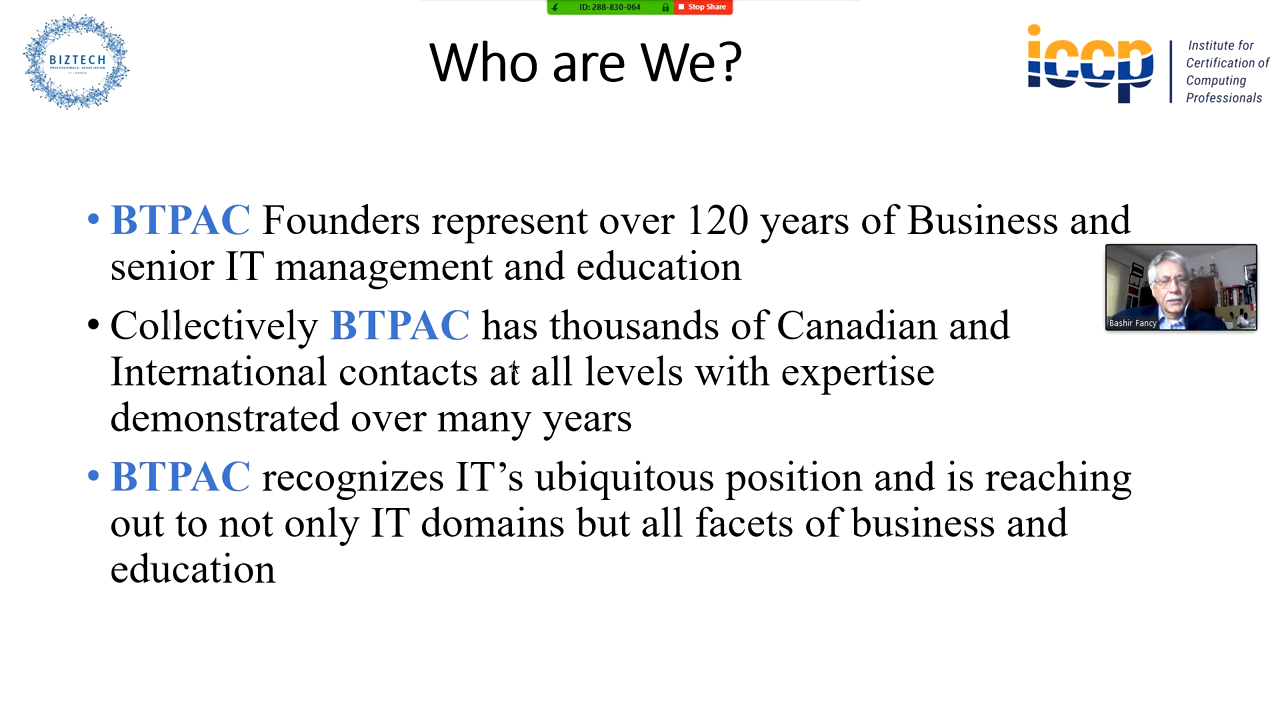 ID: 288-830-064
Stop Share
BIZTECH
Who are We?
iccp
Institute for
Certification of
Computing
Professionals
• BTPAC Founders represent over 120 years of Business and
senior IT management and education
• Collectively BTPAC has thousands of Canadian and
International contacts at all levels with expertise
demonstrated over many years
• BTPAC recognizes IT’s ubiquitous position and is reaching
out to not only IT domains but all facets of business and
education
Bashir Fancy